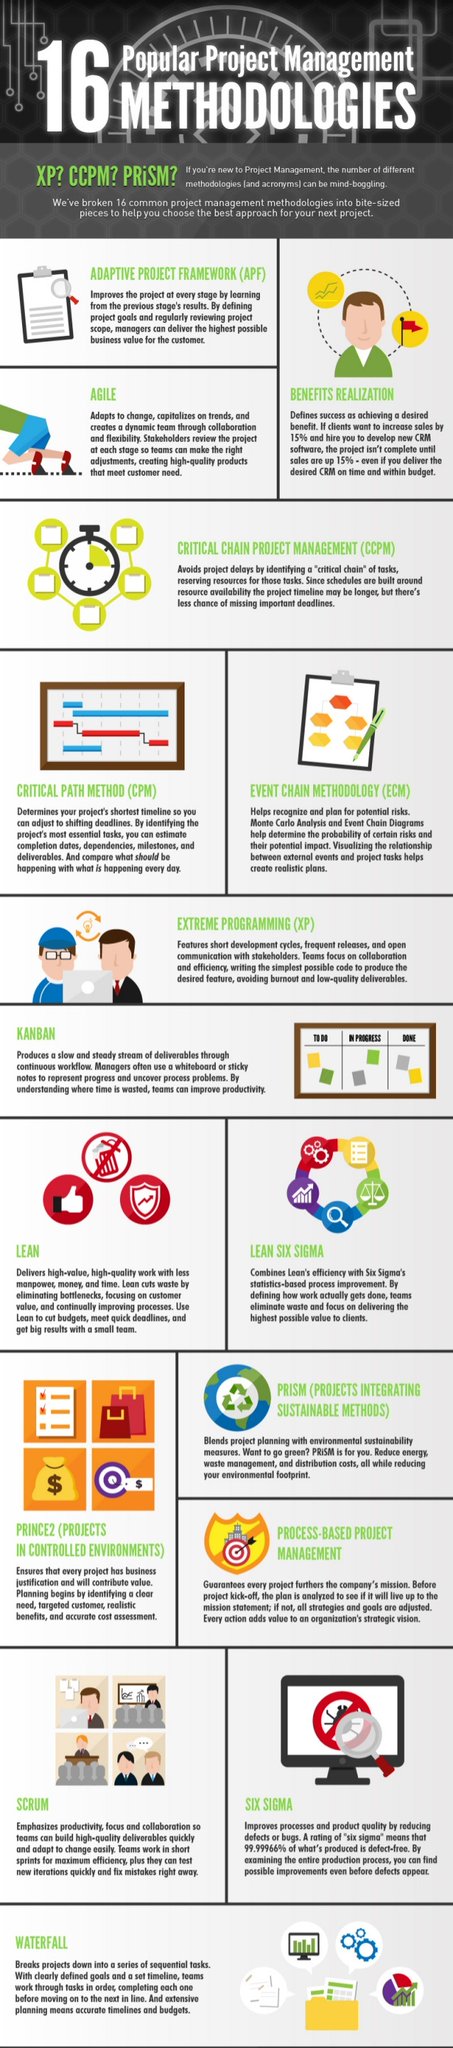 16 Popular Project Management
METHODOLOGIES
XP? CCPM? PRiSM?
If you're new to Project Management, the number of different
methodologies (and acronyms) can be mind-boggling.
We've broken 16 common project management methodologies into bite-sized
pieces to help you choose the best approach for your next project.
ADAPTIVE PROJECT FRAMEWORK (APF)
Improves the project at every stage by learning
from the previous stage's results. By defining
project goals and regularly reviewing project
scope, managers can deliver the highest possible
business value for the customer.
AGILE
Adapts to change, capitalizes on trends, and
creates a dynamic team through collaboration
and flexibility. Stakeholders review the project
at each stage so teams can make the right
adjustments, creating high-quality products
that meet customer need.
BENEFITS REALIZATION
Defines success as achieving a desired
benefit. If clients want to increase sales by
15% and hire you to develop new CRM
software, the project isn't complete until
sales are up 15% - even if you deliver the
desired CRM on time and within budget.
CRITICAL CHAIN PROJECT MANAGEMENT (CCPM)
Avoids project delays by identifying a "critical chain" of tasks,
reserving resources for those tasks. Since schedules are built around
resource availability the project timeline may be longer, but there's
less chance of missing important deadlines.
CRITICAL PATH METHOD (CPM)
Determines your project's shortest timeline so you
can adjust to shifting deadlines. By identifying the
project's most essential tasks, you can estimate
completion dates, dependencies, milestones, and
deliverables. And compare what should be
happening with what is happening every day.
EVENT CHAIN METHODOLOGY (ECM)
Helps recognize and plan for potential risks.
Monte Carlo Analysis and Event Chain Diagrams
help determine the probability of certain risks and
their potential impact. Visualizing the relationship
between external events and project tasks helps
create realistic plans.
EXTREME PROGRAMMING (XP)
Features short development cycles, frequent releases, and open
communication with stakeholders. Teams focus on collaboration
and efficiency, writing the simplest possible code to produce the
desired feature, avoiding burnout and low-quality deliverables.
KANBAN
Produces a slow and steady stream of deliverables through
continuous workflow. Managers often use a whiteboard or sticky
notes to represent progress and uncover process problems. By
understanding where time is wasted, teams can improve productivity.
TO DO IN PROGRESS DONE
LEAN
Delivers high-value, high-quality work with less
manpower, money, and time. Lean cuts waste by
eliminating bottlenecks, focusing on customer
value, and continually improving processes. Use
Lean to cut budgets, meet quick deadlines, and
get big results with a small team.
LEAN SIX SIGMA
Combines Lean's efficiency with Six Sigma's
statistics-based process improvement. By
defining how work actually gets done, teams
eliminate waste and focus on delivering the
highest possible value to clients.
PRINCE2 (PROJECTS
IN CONTROLLED ENVIRONMENTS)
Ensures that every project has business
justification and will contribute value.
Planning begins by identifying a clear
need, targeted customer, realistic
benefits, and accurate cost assessment.
$
$
PRISM (PROJECTS INTEGRATING
SUSTAINABLE METHODS)
Blends project planning with environmental sustainability
measures. Want to go green? PRiSM is for you. Reduce energy,
waste management, and distribution costs, all while reducing
your environmental footprint.
PROCESS-BASED PROJECT
MANAGEMENT
Guarantees every project furthers the company's mission. Before
project kick-off, the plan is analyzed to see if it will live up to the
mission statement; if not, all strategies and goals are adjusted.
Every action adds value to an organization's strategic vision.
SCRUM
Emphasizes productivity, focus and collaboration so
teams can build high-quality deliverables quickly
and adapt to change easily. Teams work in short
sprints for maximum efficiency, plus they can test
new iterations quickly and fix mistakes right away.
SIX SIGMA
Improves processes and product quality by reducing
defects or bugs. A rating of "six sigma" means that
99.99966% of what's produced is defect-free. By
examining the entire production process, you can find
possible improvements even before defects appear.
WATERFALL
Breaks projects down into a series of sequential tasks.
With clearly defined goals and a set timeline, teams
work through tasks in order, completing each one
before moving on to the next in line. And extensive
planning means accurate timelines and budgets.